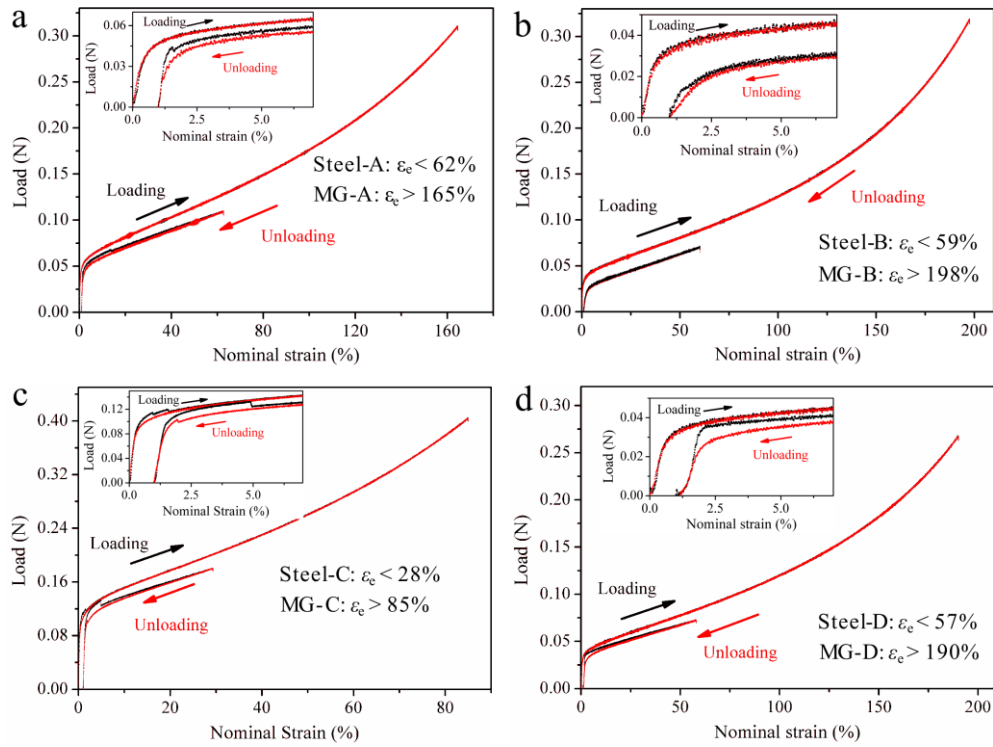 a
0.30
0.25
0.20
0.15
0.10
0.05
0.00
Load (N)
0 40 80 120 160
Nominal strain (%)
0.06
0.04
0.02
0.00
Load (N)
0.0 2.5 5.0
Nominal strain (%)
Loading
Unloading
Steel-A: εe < 62%
MG-A: εe > 165%
Loading
Unloading
b
0.30
0.25
0.20
0.15
0.10
0.05
0.00
Load (N)
0 50 100 150 200
Nominal strain (%)
0.04
0.02
0.00
Load (N)
0.0 2.5 5.0
Nominal strain (%)
Loading
Unloading
Loading
Unloading
Steel-B: εe < 59%
MG-B: εe > 198%
c
0.40
0.32
0.24
0.16
0.08
0.00
Load (N)
0 20 40 60 80
Nominal Strain (%)
0.12
0.08
0.04
0.00
Load (N)
0.0 2.5 5.0
Nominal Strain (%)
Loading
Unloading
Loading
Unloading
Steel-C: εe < 28%
MG-C: εe > 85%
d
0.30
0.25
0.20
0.15
0.10
0.05
0.00
Load (N)
0 50 100 150 200
Nominal strain (%)
0.04
0.02
0.00
Load (N)
0.0 2.5 5.0
Nominal strain (%)
Loading
Unloading
Loading
Unloading
Steel-D: εe < 57%
MG-D: εe > 190%